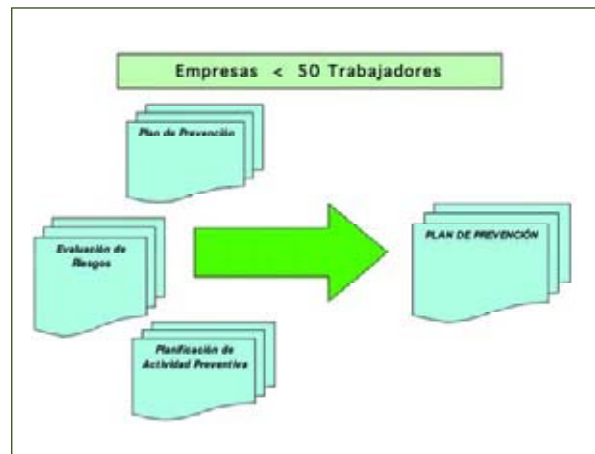 Empresas < 50 Trabajadores
Plan de Prevención
Evaluación de
Riesgos
PLAN DE PREVENCIÓN
Planificación de
Actividad Preventiva